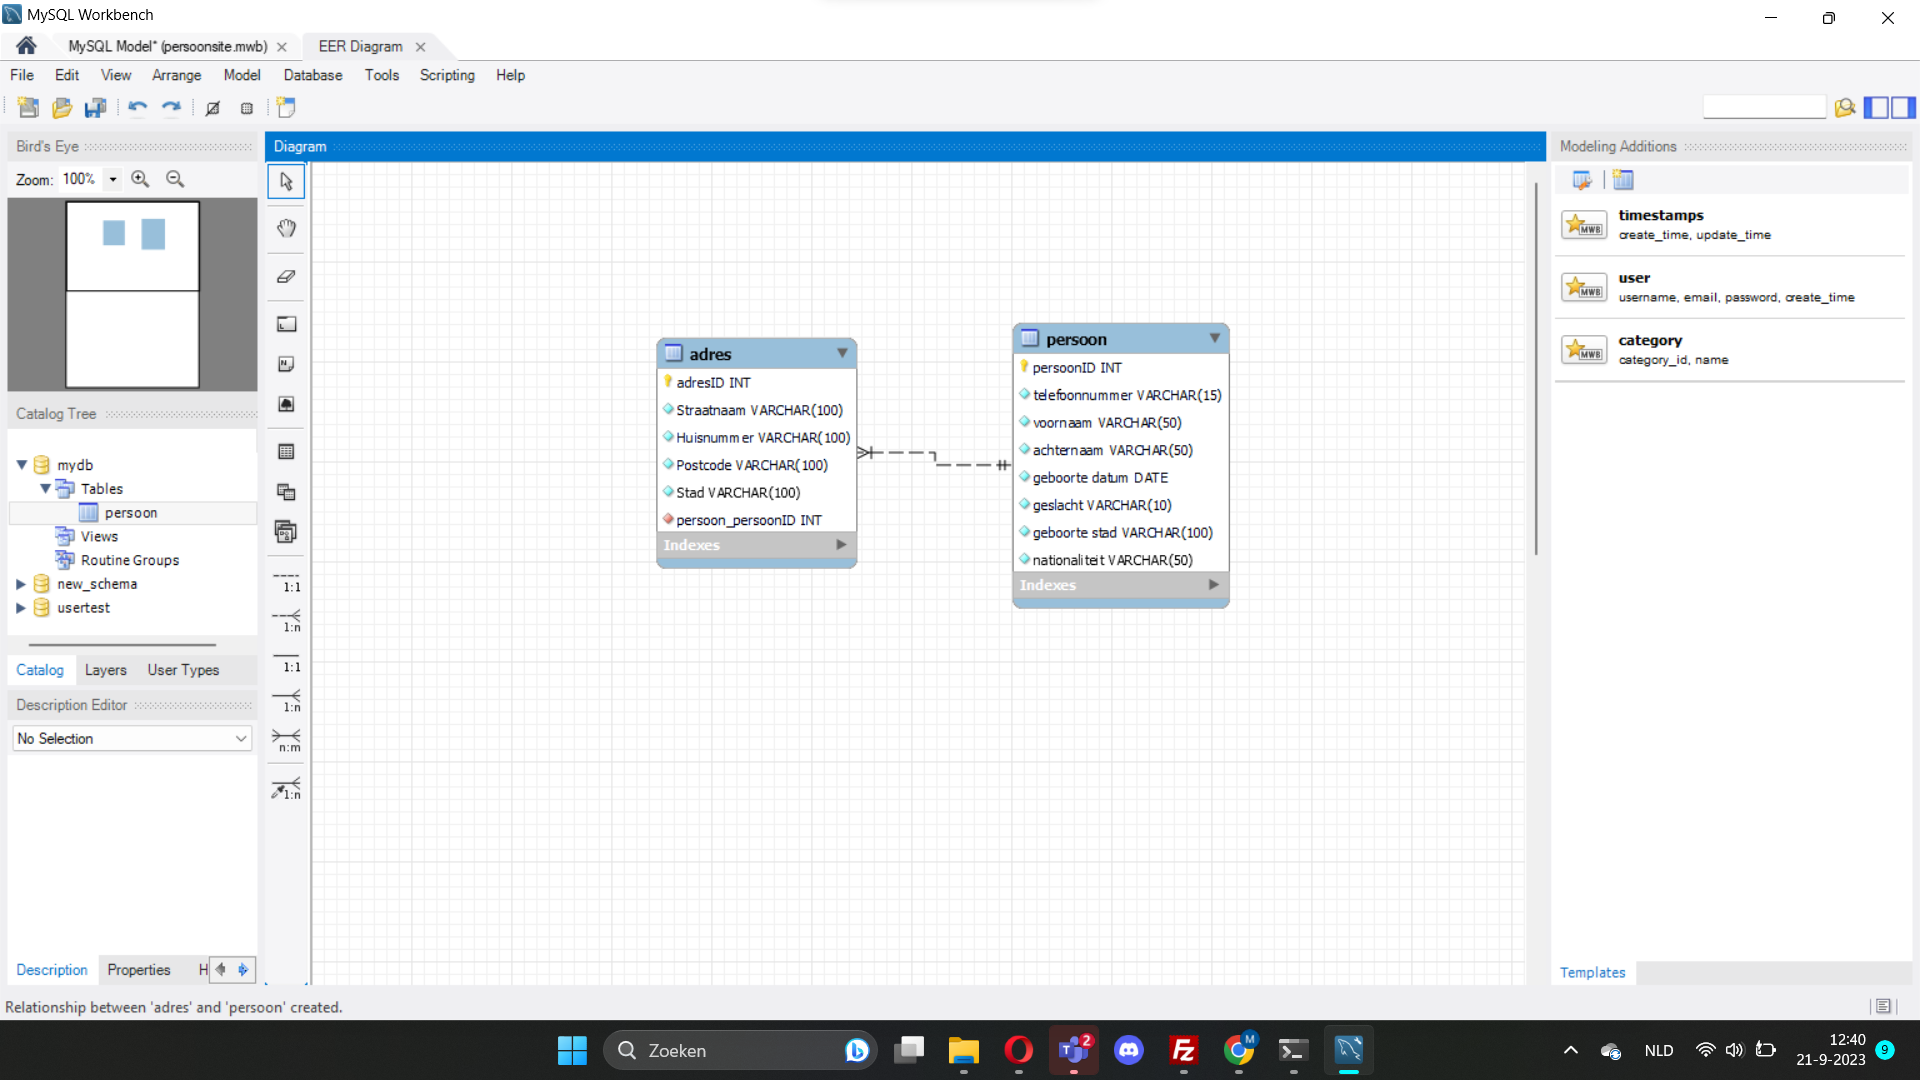 MySQL Workbench
MySQL Model* (persoonsite.mwb)
EER Diagram
File Edit View Arrange Model Database Tools Scripting Help
Bird's Eye
Zoom: 100%
Catalog Tree
mydb
Tables
persoon
Views
Routine Groups
new_schema
usertest
Catalog Layers User Types
Description Editor
No Selection
Description Properties H
Diagram
1:1
1:n
1:1
1:n
n:m
1:n
adres
adresID INT
Straatnaam VARCHAR(100)
Huisnummer VARCHAR(100)
Postcode VARCHAR(100)
Stad VARCHAR(100)
persoon_persoonID INT
Indexes
persoon
persoonID INT
telefoonnummer VARCHAR(15)
voornaam VARCHAR(50)
achternaam VARCHAR(50)
geboorte datum DATE
geslacht VARCHAR(10)
geboorte stad VARCHAR(100)
nationaliteit VARCHAR(50)
Indexes
Modeling Additions
MWB
timestamps
create_time, update_time
MWB
user
username, email, password, create_time
MWB
category
category_id, name
Templates
Relationship between 'adres' and 'persoon' created.
Zoeken
2
M
NLD
12:40
21-9-2023
9